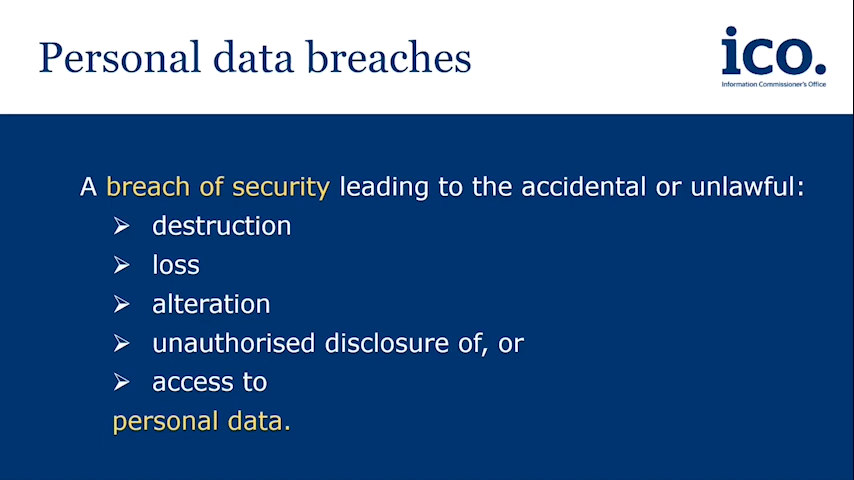 Personal data breaches
ico.
Information Commissioner's Office
A breach of security leading to the accidental or unlawful:
➢ destruction
➢ loss
➢ alteration
➢ unauthorised disclosure of, or
➢ access to
personal data.